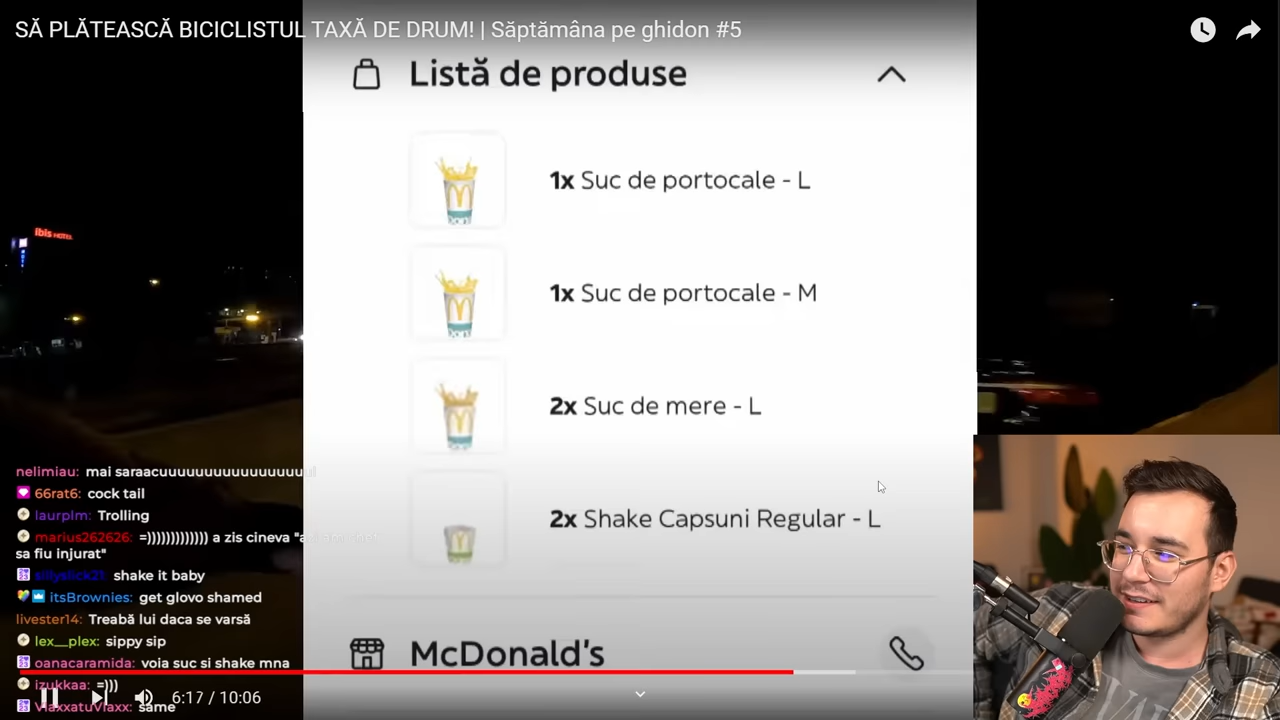 SĂ PLĂTEASCĂ BICICLISTUL TAXĂ DE DRUM! | Săptămâna pe ghidon #5
Listă de produse
1x Suc de portocale - L
1x Suc de portocale - M
2x Suc de mere - L
2x Shake Capsuni Regular - L
McDonald's
ibis HOTEL
nelimiau: mai saraacuuuuuuuuuuuuuuuuu
66rat6: cock tail
laurplm: Trolling
marius262626: =))))))))))))) a zis cineva
sa fiu injurat"
sillyslick21: shake it baby
itsBrownies: get glovo shamed
livester14: Treabă lui daca se varsă
lex__plex: sippy sip
oanacaramida: voia suc si shake mna
izukkaa: =)))
VlaxxatuVlaxx: same
6:17 / 10:06